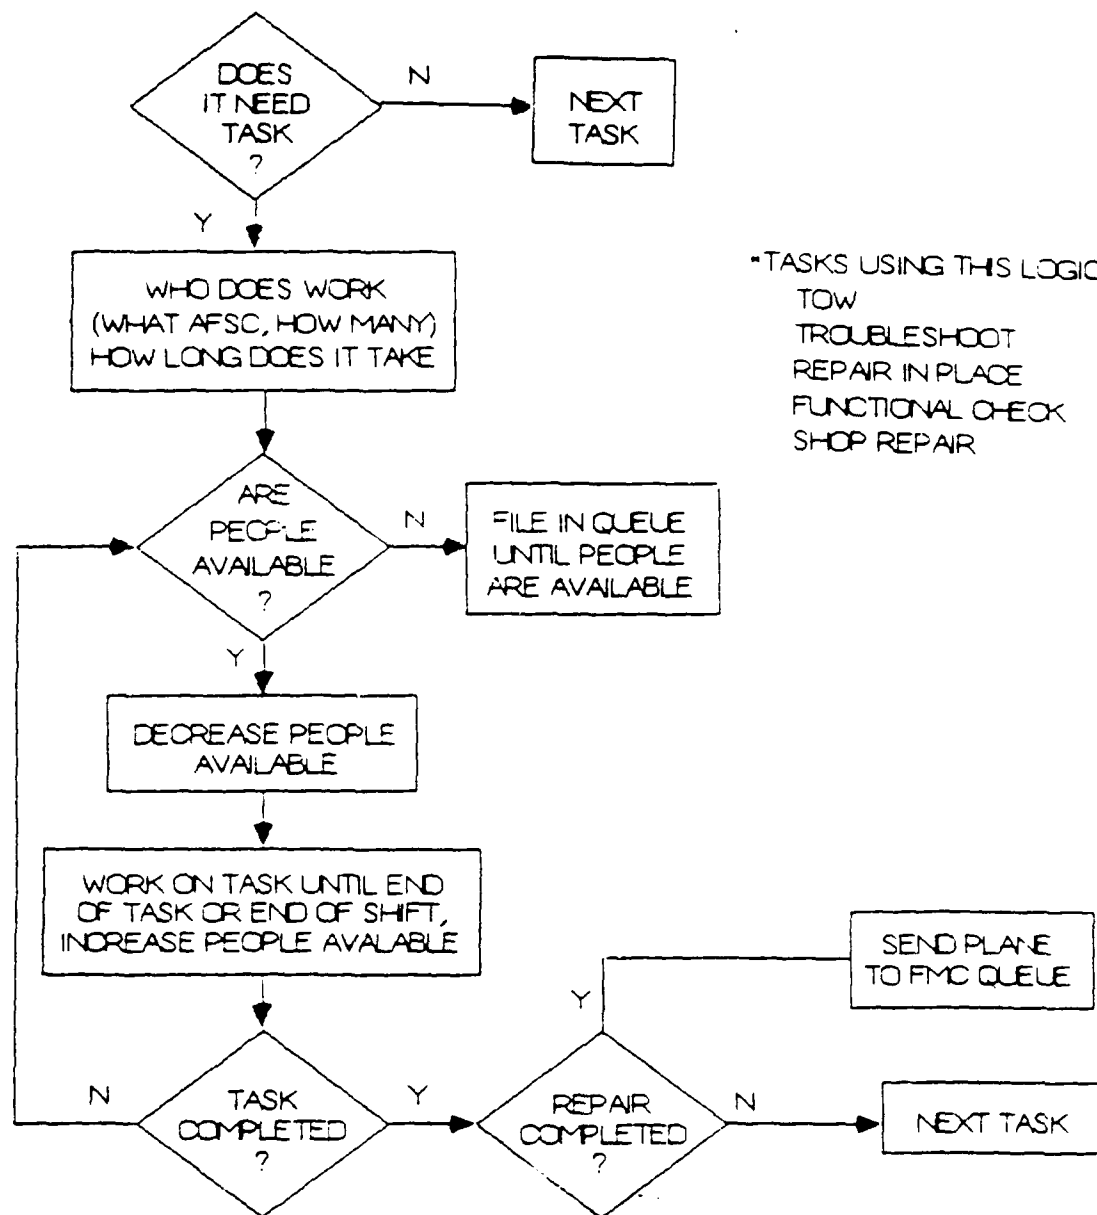 DOES
IT NEED
TASK
?
N
NEXT
TASK
Y
WHO DOES WORK
(WHAT AFSC, HOW MANY)
HOW LONG DOES IT TAKE
*TASKS USING THIS LOGIC
TOW
TROUBLESHOOT
REPAIR IN PLACE
FUNCTIONAL CHECK
SHOP REPAIR
ARE
PEOPLE
AVAILABLE
?
N
FILE IN QUEUE
UNTIL PEOPLE
ARE AVAILABLE
Y
DECREASE PEOPLE
AVAILABLE
WORK ON TASK UNTIL END
OF TASK OR END OF SHIFT,
INCREASE PEOPLE AVALABLE
SEND PLANE
TO FMC QUEUE
Y
N
TASK
COMPLETED
?
Y
REPAIR
COMPLETED
?
N
NEXT TASK